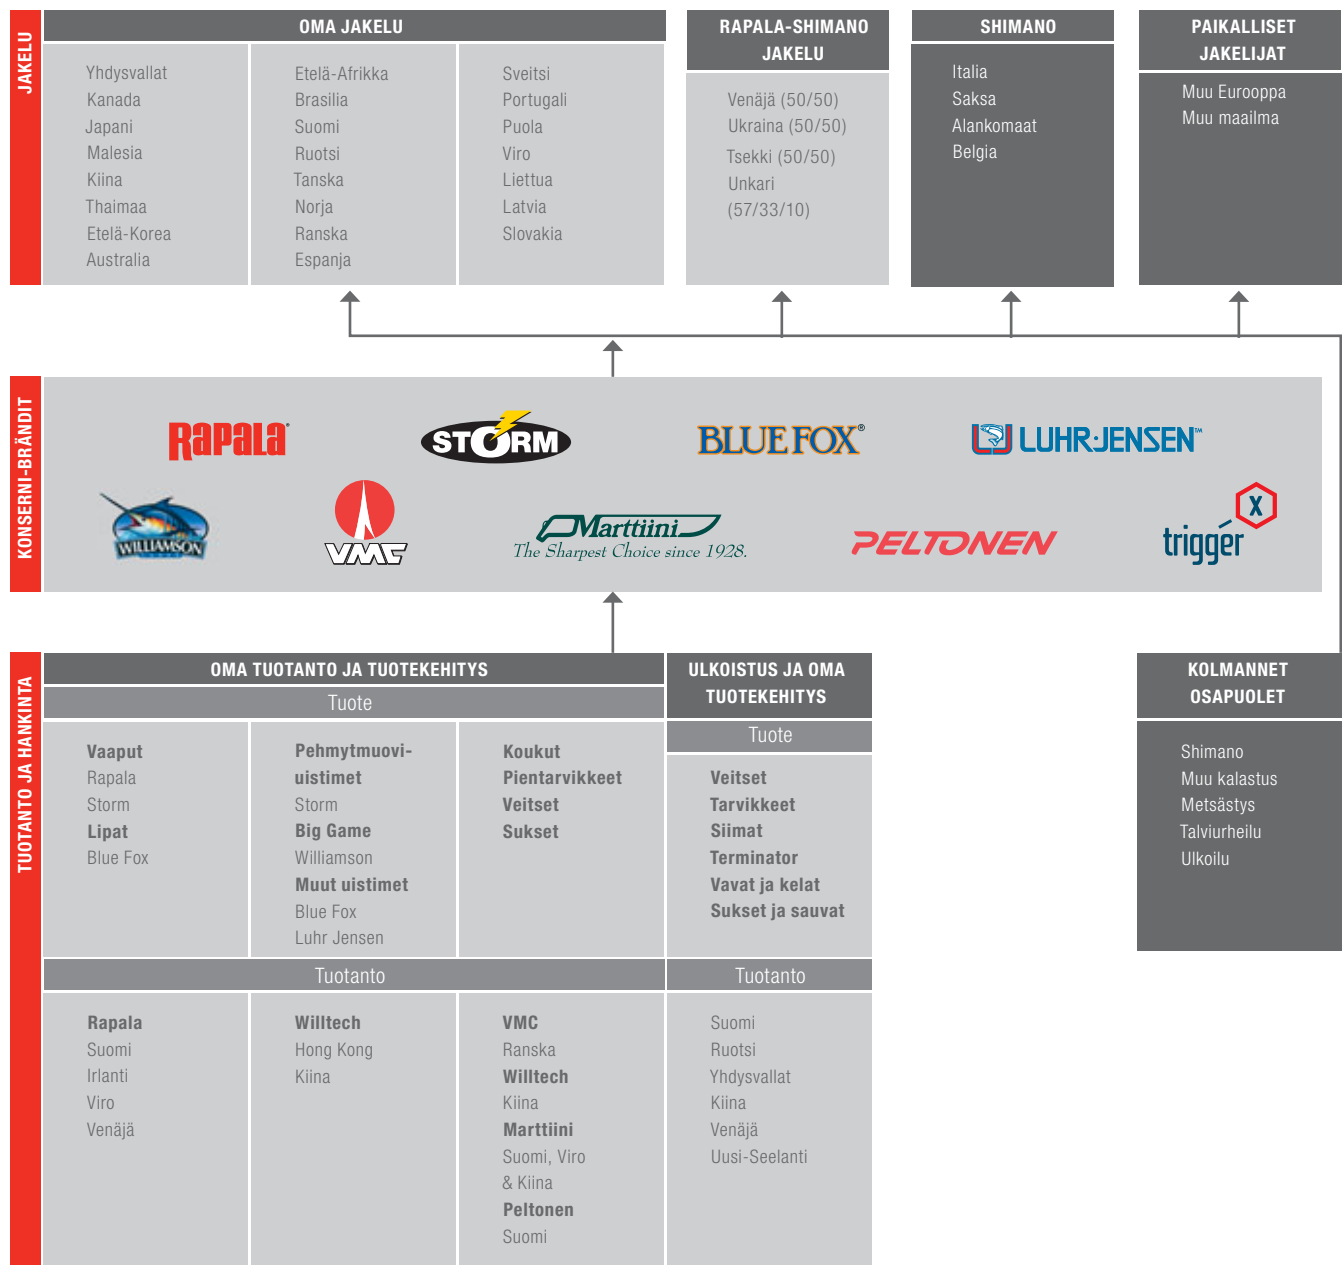 JAKELU
OMA JAKELU
Yhdysvallat
Kanada
Japani
Malesia
Kiina
Thaimaa
Etelä-Korea
Australia
Etelä-Afrikka
Brasilia
Suomi
Ruotsi
Tanska
Norja
Ranska
Espanja
Sveitsi
Portugali
Puola
Viro
Liettua
Latvia
Slovakia
RAPALA-SHIMANO
JAKELU
Venäjä (50/50)
Ukraina (50/50)
Tsekki (50/50)
Unkari
(57/33/10)
SHIMANO
Italia
Saksa
Alankomaat
Belgia
PAIKALLISET
JAKELIJAT
Muu Eurooppa
Muu maailma
KONSERNI-BRÄNDIT
Rapala®
STORM
BLUE FOX®
LUHR·JENSEN™
WILLIAMSON
VMC
Marttiini
The Sharpest Choice since 1928.
PELTONEN
trigger X
TUOTANTO JA HANKINTA
OMA TUOTANTO JA TUOTEKEHITYS
Tuote
Vaaput
Rapala
Storm
Lipat
Blue Fox
Pehmytmuovi-
uistimet
Storm
Big Game
Williamson
Muut uistimet
Blue Fox
Luhr Jensen
Koukut
Pientarvikkeet
Veitset
Sukset
Tuotanto
Rapala
Suomi
Irlanti
Viro
Venäjä
Willtech
Hong Kong
Kiina
VMC
Ranska
Willtech
Kiina
Marttiini
Suomi, Viro
& Kiina
Peltonen
Suomi
ULKOISTUS JA OMA
TUOTEKEHITYS
Tuote
Veitset
Tarvikkeet
Siimat
Terminator
Vavat ja kelat
Sukset ja sauvat
Tuotanto
Suomi
Ruotsi
Yhdysvallat
Kiina
Venäjä
Uusi-Seelanti
KOLMANNET
OSAPUOLET
Shimano
Muu kalastus
Metsästys
Talviurheilu
Ulkoilu